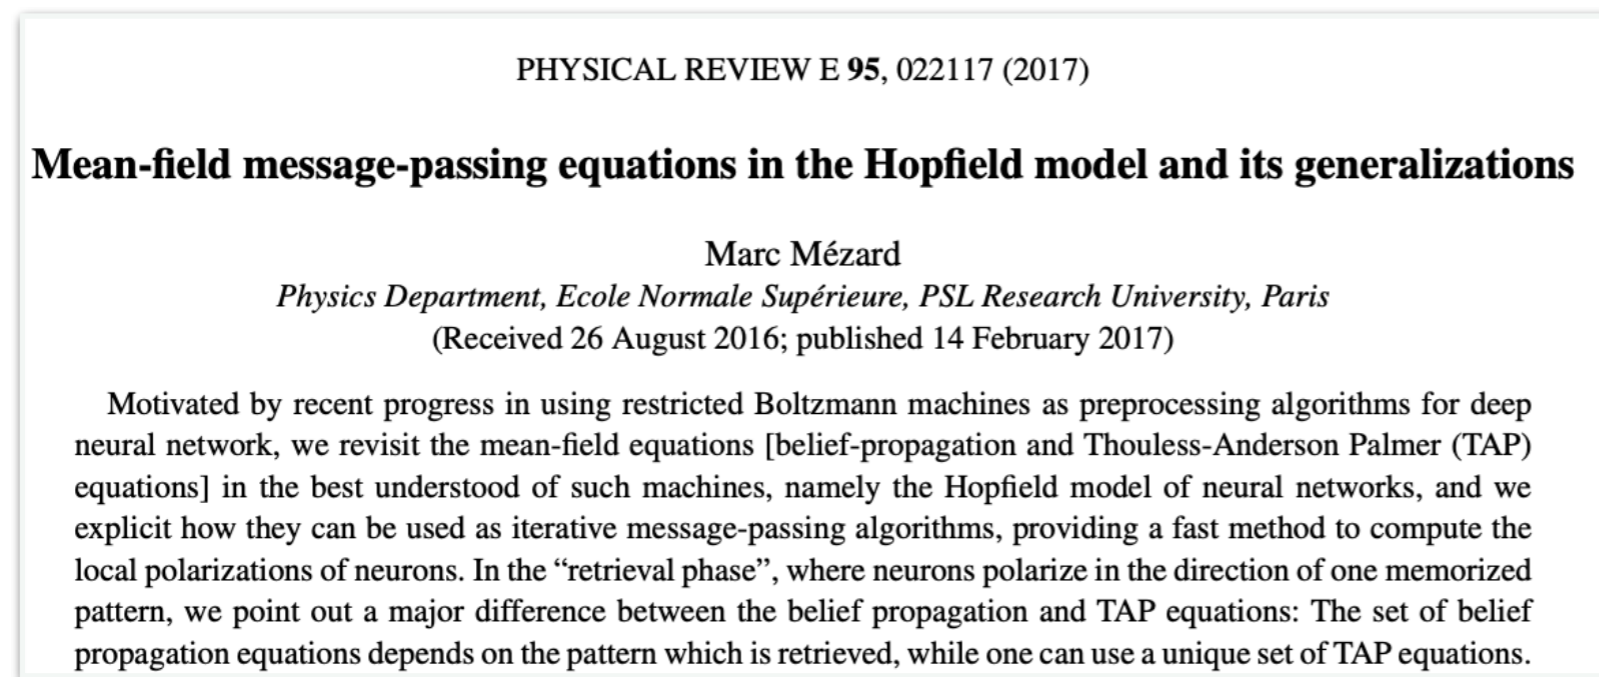 PHYSICAL REVIEW E 95, 022117 (2017)
Mean-field message-passing equations in the Hopfield model and its generalizations
Marc Mézard
Physics Department, Ecole Normale Supérieure, PSL Research University, Paris
(Received 26 August 2016; published 14 February 2017)
Motivated by recent progress in using restricted Boltzmann machines as preprocessing algorithms for deep
neural network, we revisit the mean-field equations [belief-propagation and Thouless-Anderson Palmer (TAP)
equations] in the best understood of such machines, namely the Hopfield model of neural networks, and we
explicit how they can be used as iterative message-passing algorithms, providing a fast method to compute the
local polarizations of neurons. In the “retrieval phase”, where neurons polarize in the direction of one memorized
pattern, we point out a major difference between the belief propagation and TAP equations: The set of belief
propagation equations depends on the pattern which is retrieved, while one can use a unique set of TAP equations.